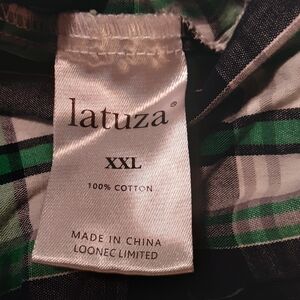 latuza®
XXL
100% COTTON
MADE IN CHINA
LOONEC LIMITED